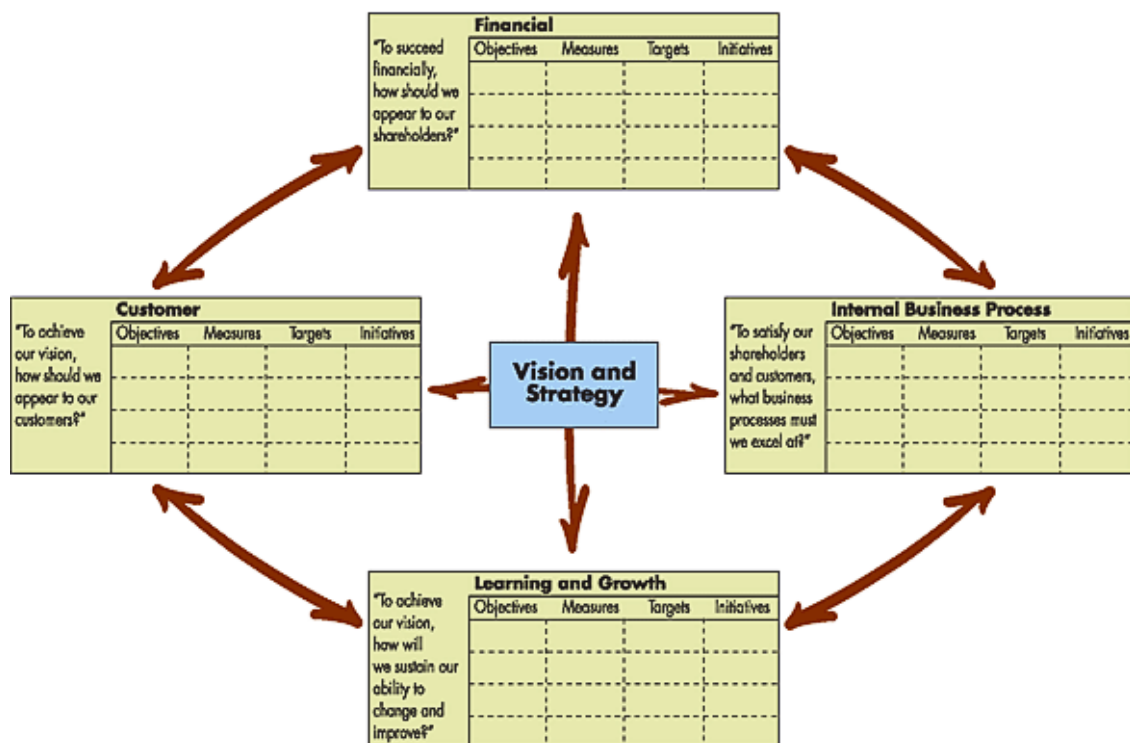 Financial
"To succeed
financially,
how should we
appear to our
shareholders?"
Objectives Measures Targets Initiatives
Customer
"To achieve
our vision,
how should we
appear to our
customers?"
Objectives Measures Targets Initiatives
Vision and
Strategy
Internal Business Process
"To satisfy our
shareholders
and customers,
what business
processes must
we excel at?"
Objectives Measures Targets Initiatives
Learning and Growth
"To achieve
our vision,
how will
we sustain our
ability to
change and
improve?"
Objectives Measures Targets Initiatives